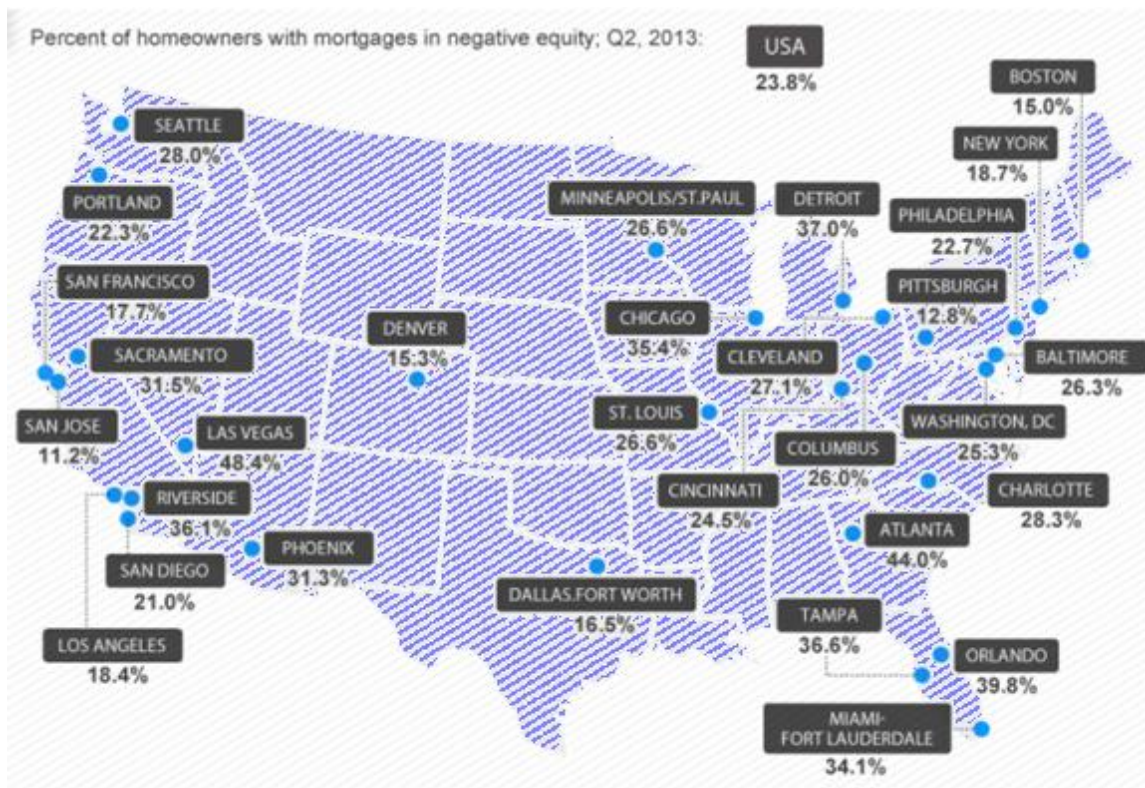 Percent of homeowners with mortgages in negative equity; Q2, 2013:
USA
23.8%
BOSTON
15.0%
SEATTLE
28.0%
NEW YORK
18.7%
PORTLAND
22.3%
MINNEAPOLIS/ST.PAUL
26.6%
DETROIT
37.0%
PHILADELPHIA
22.7%
SAN FRANCISCO
17.7%
PITTSBURGH
12.8%
DENVER
15.3%
CHICAGO
35.4%
SACRAMENTO
31.5%
CLEVELAND
27.1%
BALTIMORE
26.3%
SAN JOSE
11.2%
LAS VEGAS
48.4%
ST. LOUIS
26.6%
COLUMBUS
26.0%
WASHINGTON, DC
25.3%
RIVERSIDE
36.1%
CINCINNATI
24.5%
CHARLOTTE
28.3%
PHOENIX
31.3%
ATLANTA
44.0%
SAN DIEGO
21.0%
DALLAS.FORT WORTH
16.5%
TAMPA
36.6%
LOS ANGELES
18.4%
ORLANDO
39.8%
MIAMI-
FORT LAUDERDALE
34.1%